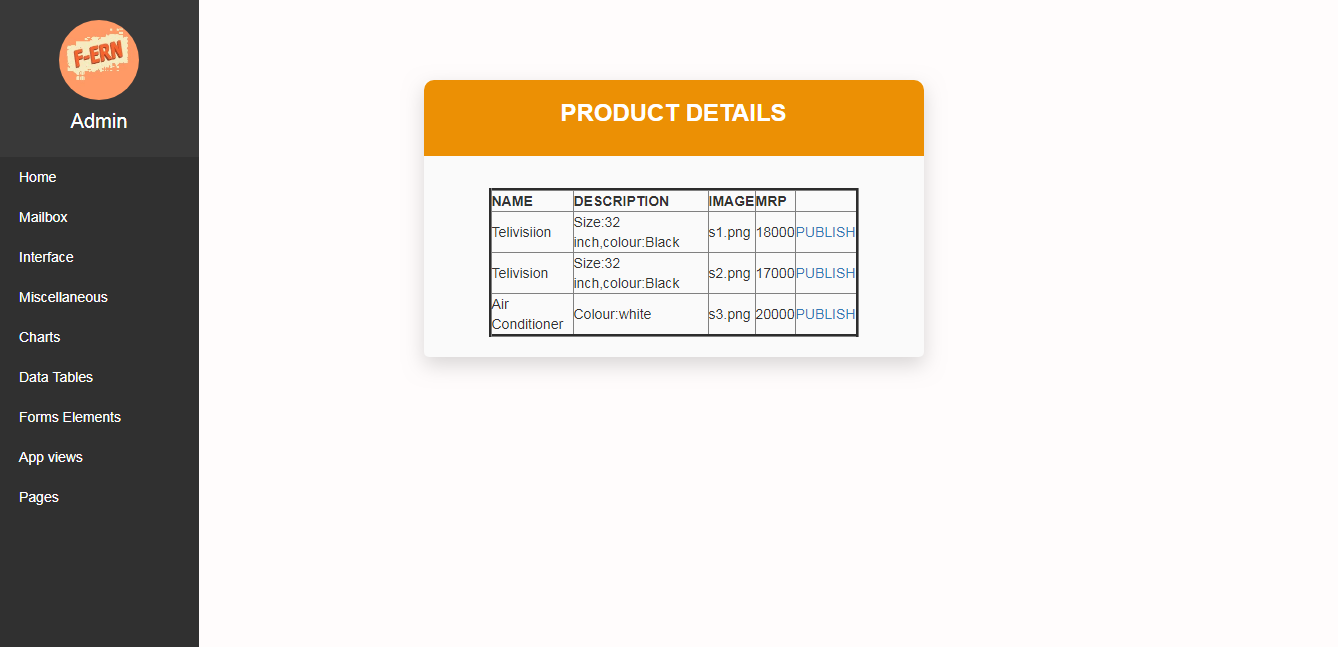 F-ERN
Admin
Home
Mailbox
Interface
Miscellaneous
Charts
Data Tables
Forms Elements
App views
Pages
PRODUCT DETAILS
NAME DESCRIPTION IMAGE MRP
Telivisiion Size:32 inch,colour:Black s1.png 18000 PUBLISH
Telivision Size:32 inch,colour:Black s2.png 17000 PUBLISH
Air Conditioner Colour:white s3.png 20000 PUBLISH